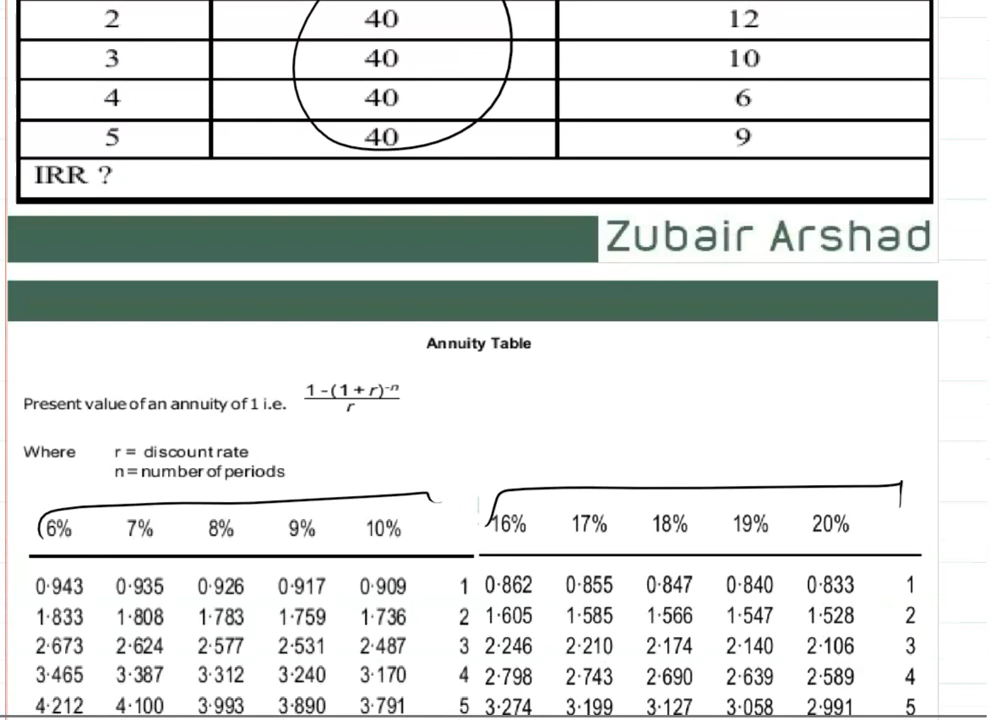 2 40 12
3 40 10
4 40 6
5 40 9
IRR ?
Zubair Arshad
Annuity Table
Present value of an annuity of 1 i.e. 1 - (1 + r)⁻ⁿ
r
Where r = discount rate
n = number of periods
(6% 7% 8% 9% 10% 16% 17% 18% 19% 20%
0·943 0·935 0·926 0·917 0·909 1 0·862 0·855 0·847 0·840 0·833 1
1·833 1·808 1·783 1·759 1·736 2 1·605 1·585 1·566 1·547 1·528 2
2·673 2·624 2·577 2·531 2·487 3 2·246 2·210 2·174 2·140 2·106 3
3·465 3·387 3·312 3·240 3·170 4 2·798 2·743 2·690 2·639 2·589 4
4·212 4·100 3·993 3·890 3·791 5 3·274 3·199 3·127 3·058 2·991 5